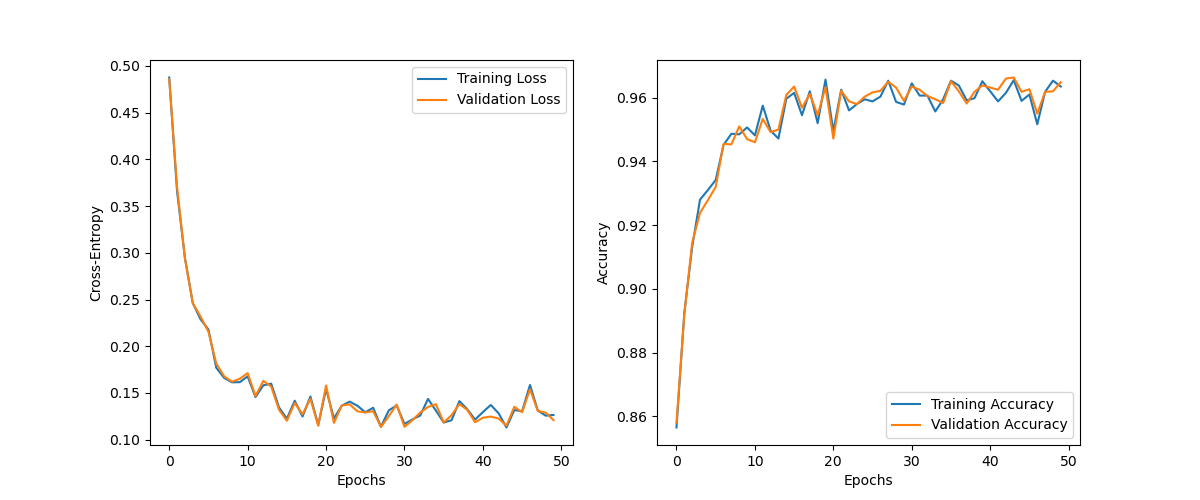 0.50
0.45
0.40
0.35
0.30
0.25
0.20
0.15
0.10
Cross-Entropy
0 10 20 30 40 50
Epochs
Training Loss
Validation Loss
0.96
0.94
0.92
0.90
0.88
0.86
Accuracy
0 10 20 30 40 50
Epochs
Training Accuracy
Validation Accuracy